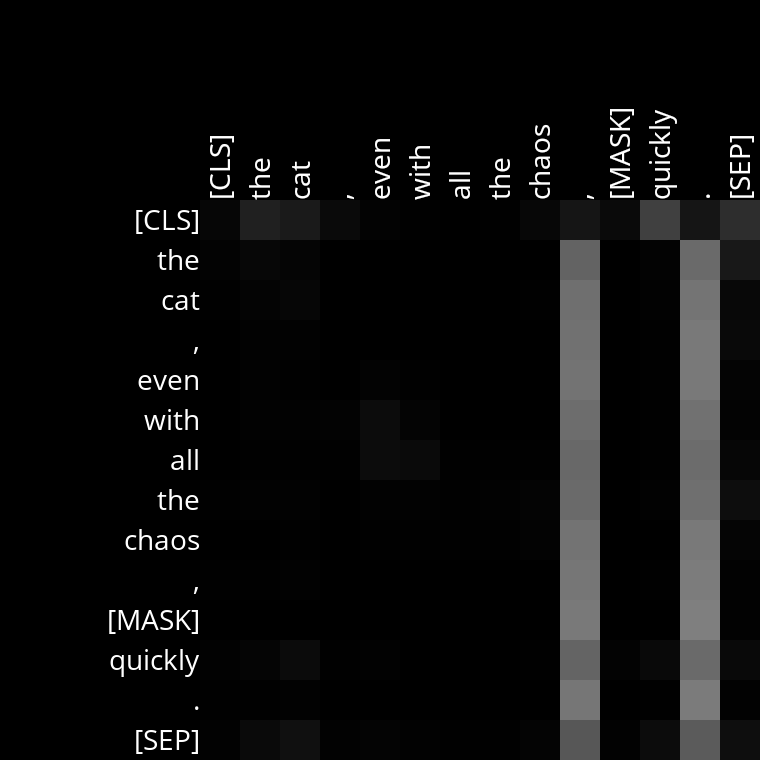 [CLS] the cat , even with all the chaos , [MASK] quickly . [SEP]
[CLS]
the
cat
,
even
with
all
the
chaos
,
[MASK]
quickly
.
[SEP]